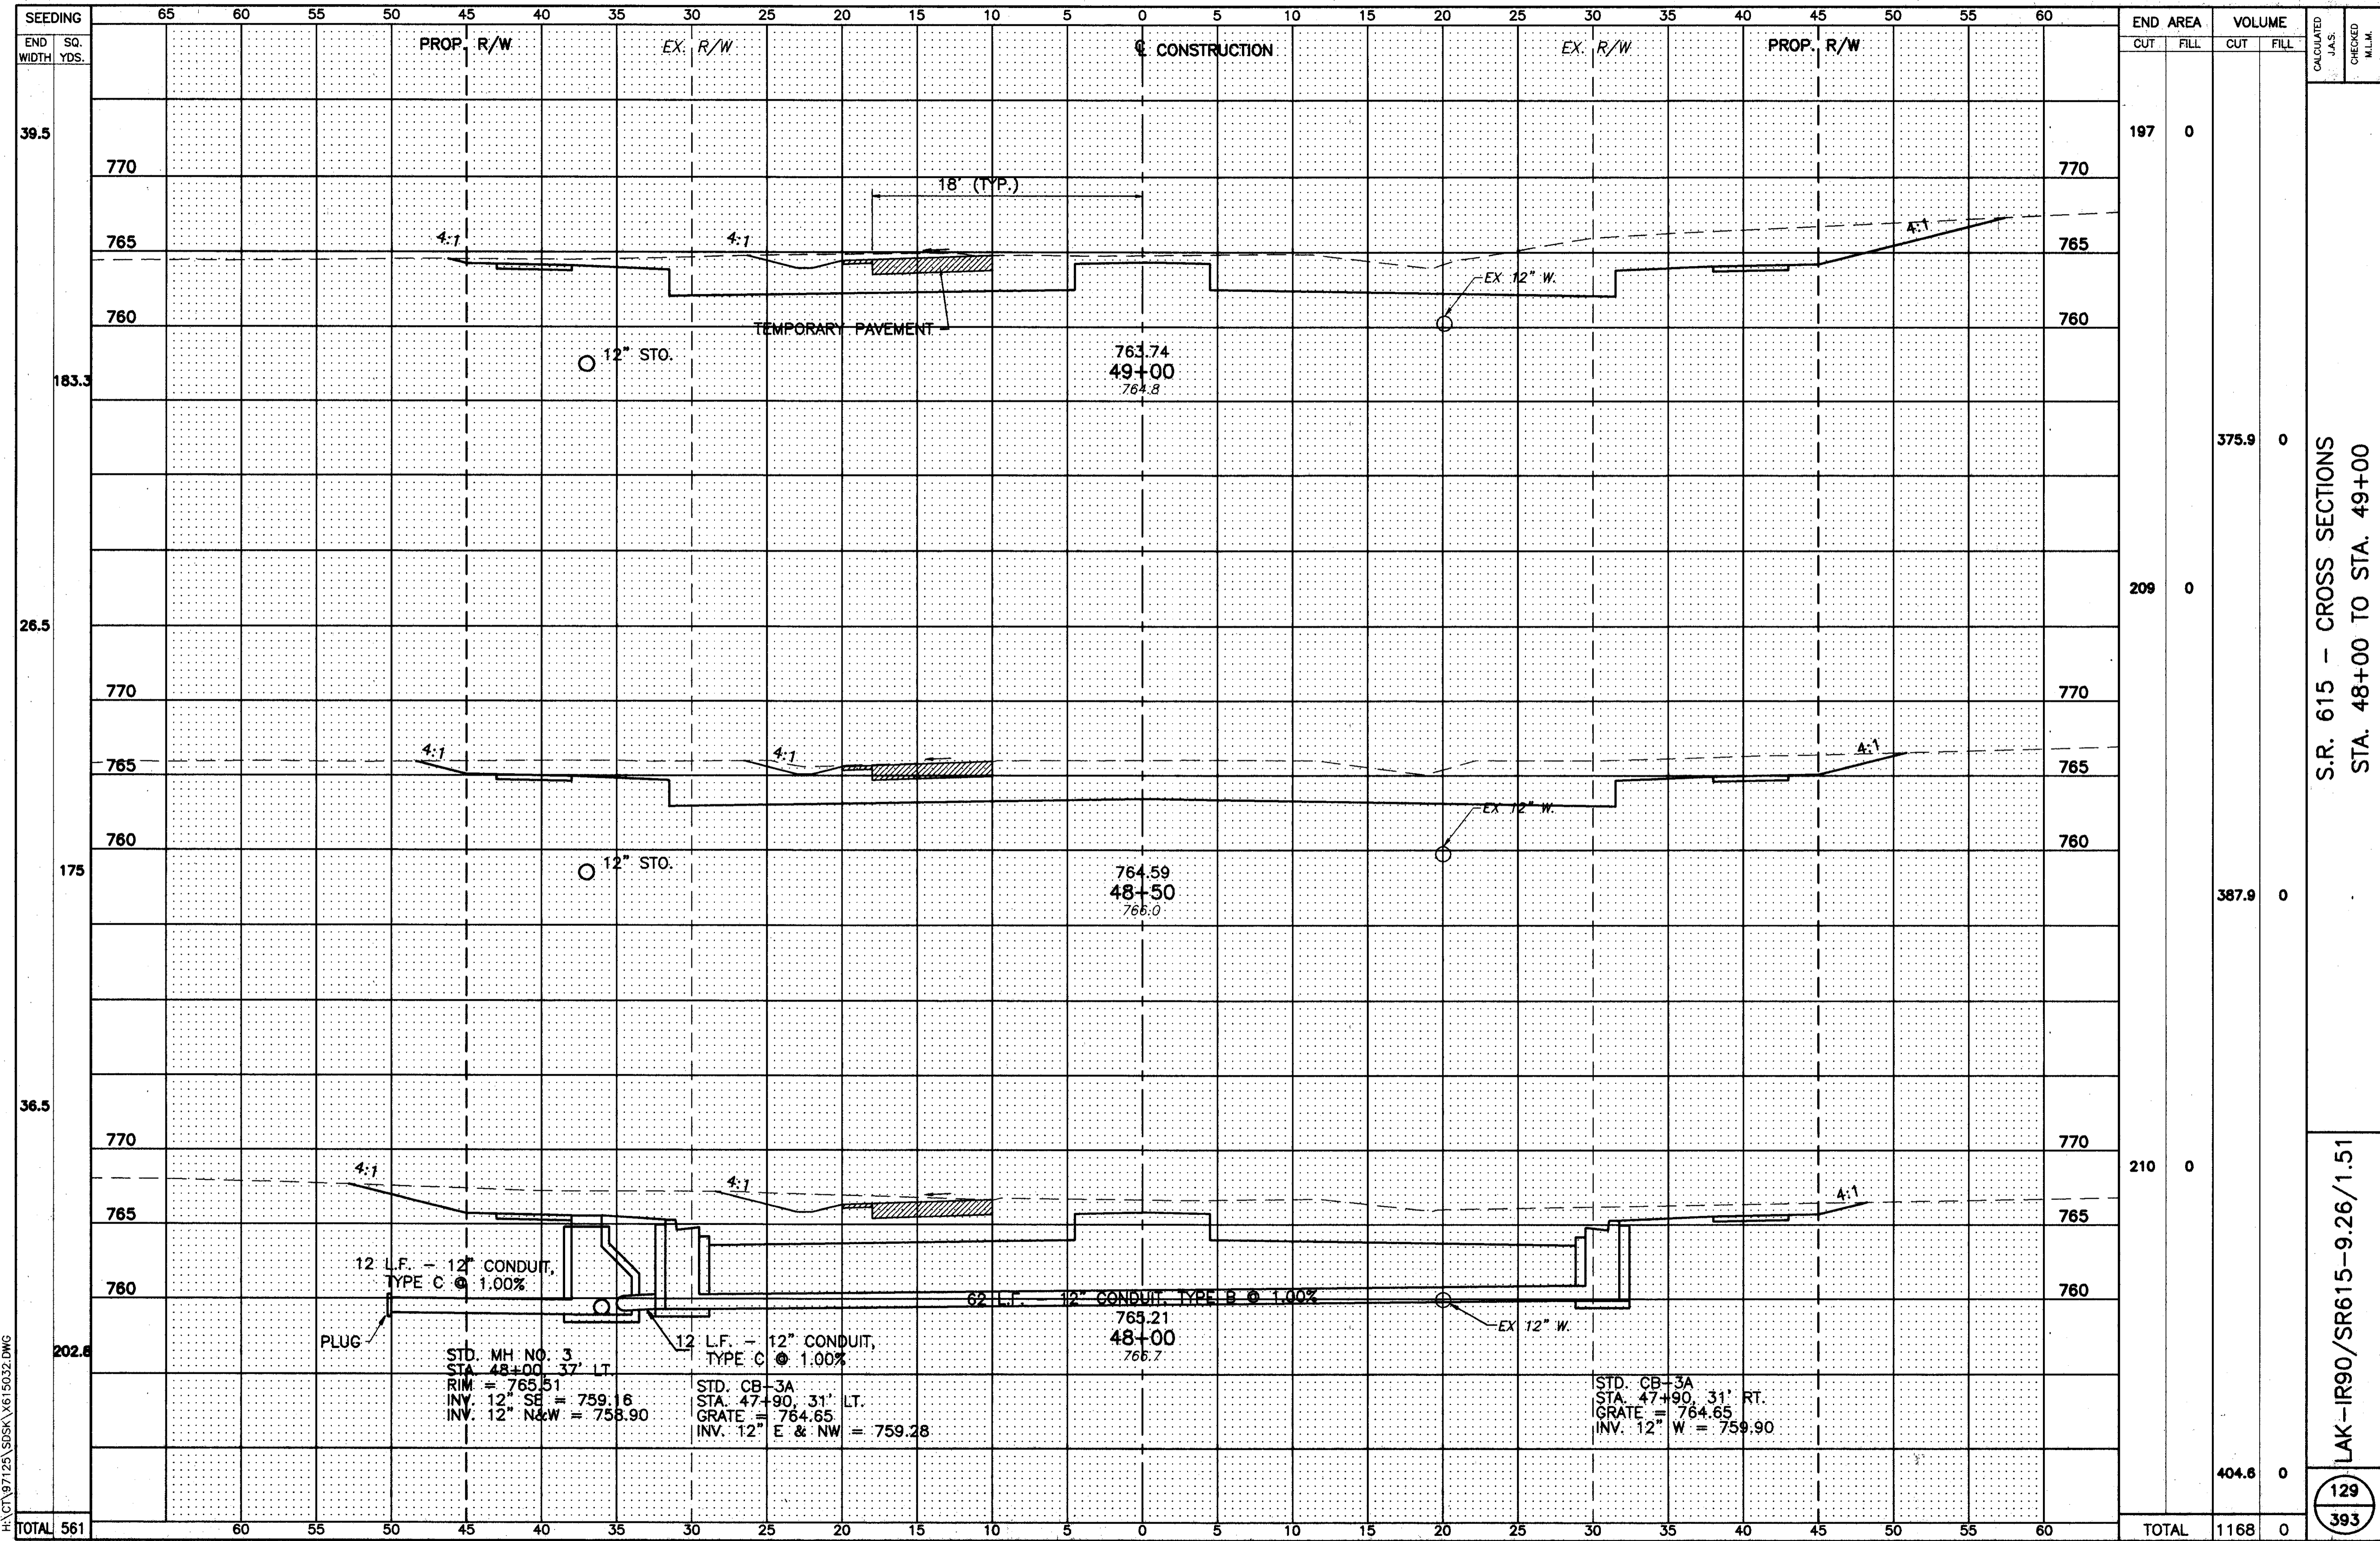 SEEDING
END WIDTH
SQ. YDS.
65 60 55 50 45 40 35 30 25 20 15 10 5 0 5 10 15 20 25 30 35 40 45 50 55 60
END AREA
VOLUME
CUT FILL CUT FILL
CALCULATED
J.A.S.
CHECKED
M.L.M.
PROP. R/W
EX. R/W
℄ CONSTRUCTION
EX. R/W
PROP. R/W
39.5
197 0
770
770
18' (TYP.)
4:1
4:1
4:1
765
765
EX 12" W.
760
TEMPORARY PAVEMENT
760
12" STO.
763.74
49+00
764.8
183.3
375.9 0
209 0
26.5
770
770
4:1
4:1
4:1
765
765
EX 12" W.
760
760
12" STO.
764.59
48+50
766.0
175
387.9 0
36.5
770
770
210 0
4:1
4:1
4:1
765
765
12 L.F. - 12" CONDUIT,
TYPE C @ 1.00%
760
760
62 L.F. - 12" CONDUIT, TYPE B @ 1.00%
765.21
48+00
766.7
EX 12" W.
PLUG
12 L.F. - 12" CONDUIT,
TYPE C @ 1.00%
202.8
STD. MH NO. 3
STA. 48+00, 37' LT.
RIM = 765.51
INV. 12" SE = 759.16
INV. 12" N&W = 758.90
STD. CB-3A
STA. 47+90, 31' LT.
GRATE = 764.65
INV. 12" E & NW = 759.28
STD. CB-3A
STA. 47+90, 31' RT.
GRATE = 764.65
INV. 12" W = 759.90
404.6 0
TOTAL 561
60 55 50 45 40 35 30 25 20 15 10 5 0 5 10 15 20 25 30 35 40 45 50 55 60
TOTAL 1168 0
S.R. 615 - CROSS SECTIONS
STA. 48+00 TO STA. 49+00
LAK-IR90/SR615-9.26/1.51
129
393
H:\CT\97125\SDSK\X615032.DWG